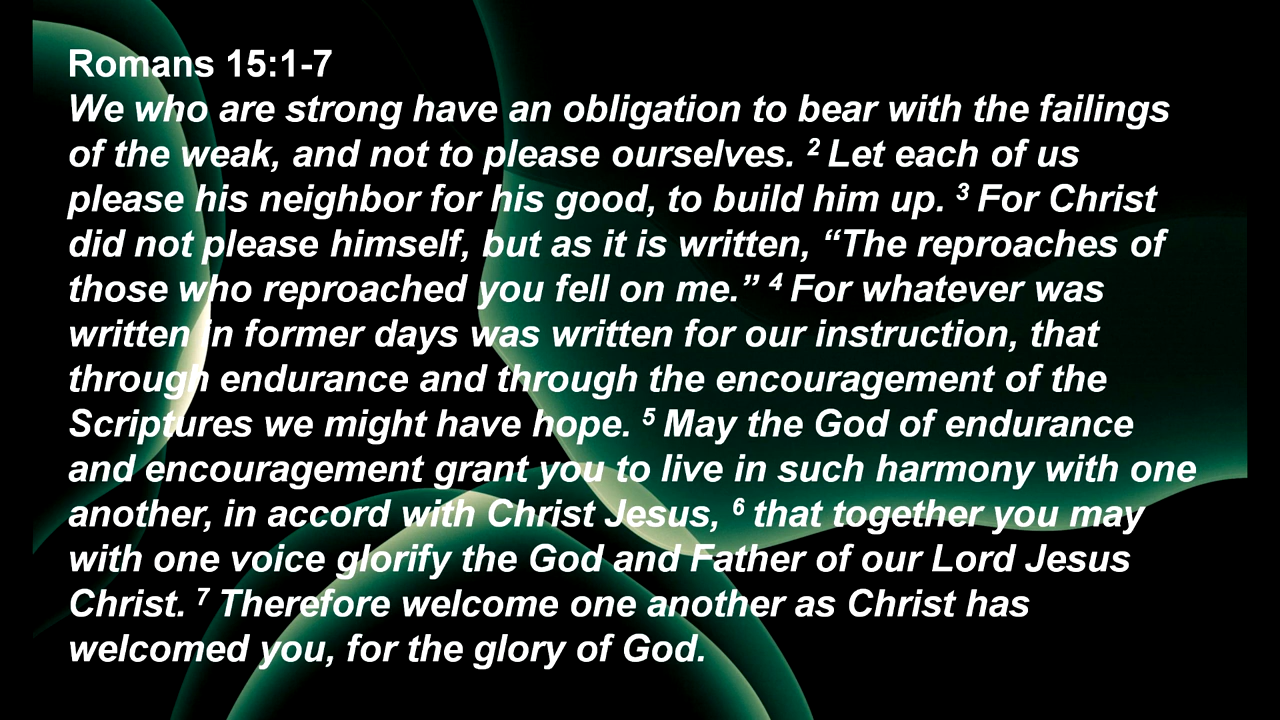 Romans 15:1-7
We who are strong have an obligation to bear with the failings
of the weak, and not to please ourselves. 2 Let each of us
please his neighbor for his good, to build him up. 3 For Christ
did not please himself, but as it is written, “The reproaches of
those who reproached you fell on me.” 4 For whatever was
written in former days was written for our instruction, that
through endurance and through the encouragement of the
Scriptures we might have hope. 5 May the God of endurance
and encouragement grant you to live in such harmony with one
another, in accord with Christ Jesus, 6 that together you may
with one voice glorify the God and Father of our Lord Jesus
Christ. 7 Therefore welcome one another as Christ has
welcomed you, for the glory of God.